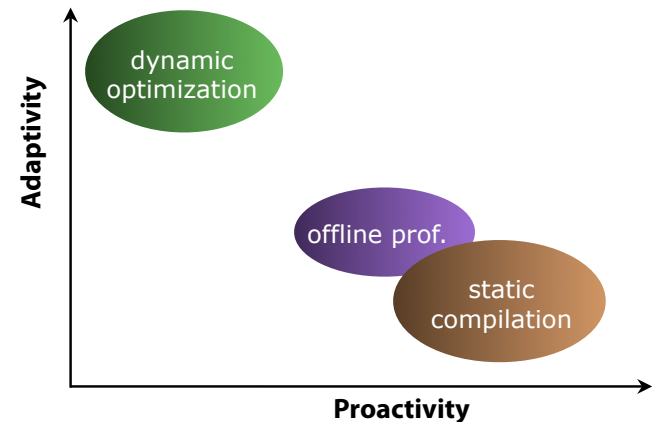 dynamic
optimization
Adaptivity
offline prof.
static
compilation
Proactivity